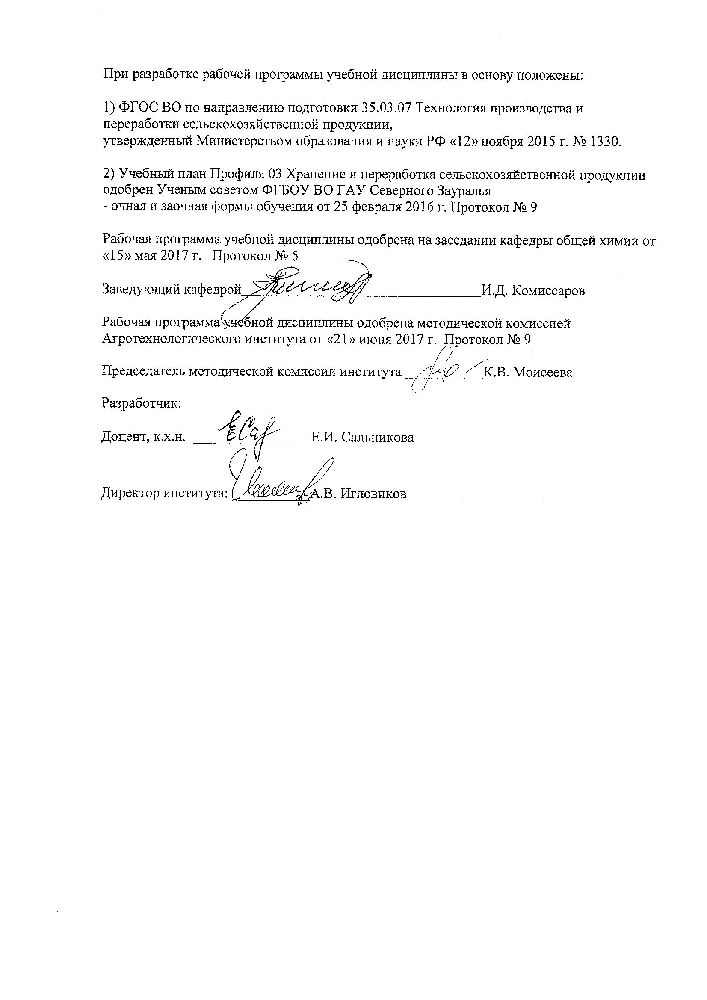 При разработке рабочей программы учебной дисциплины в основу положены:
1) ФГОС ВО по направлению подготовки 35.03.07 Технология производства и
переработки сельскохозяйственной продукции,
утвержденный Министерством образования и науки РФ «12» ноября 2015 г. № 1330.
2) Учебный план Профиля 03 Хранение и переработка сельскохозяйственной продукции
одобрен Ученым советом ФГБОУ ВО ГАУ Северного Зауралья
- очная и заочная формы обучения от 25 февраля 2016 г. Протокол № 9
Рабочая программа учебной дисциплины одобрена на заседании кафедры общей химии от
«15» мая 2017 г. Протокол № 5
Заведующий кафедрой И.Д. Комиссаров
Рабочая программа учебной дисциплины одобрена методической комиссией
Агротехнологического института от «21» июня 2017 г. Протокол № 9
Председатель методической комиссии института К.В. Моисеева
Разработчик:
Доцент, к.х.н. Е.И. Сальникова
Директор института: А.В. Игловиков